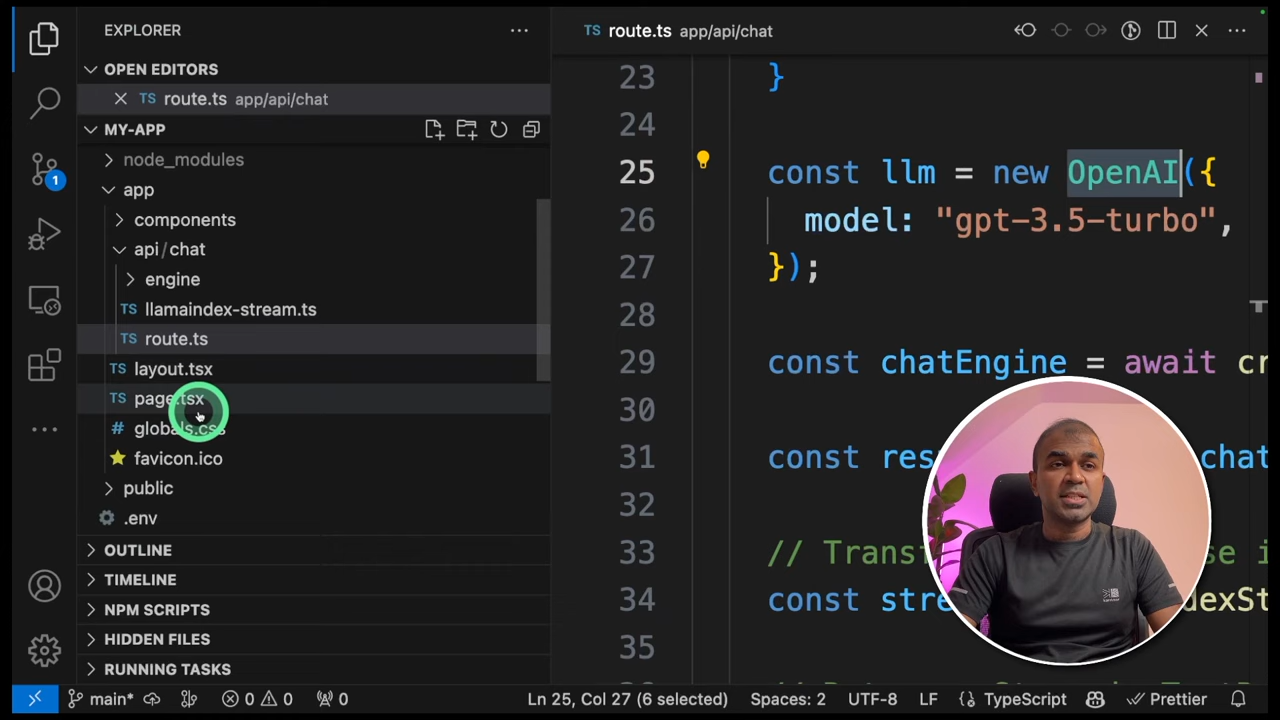 EXPLORER
OPEN EDITORS
TS route.ts app/api/chat
MY-APP
node_modules
app
components
api/chat
engine
TS llamaindex-stream.ts
TS route.ts
TS layout.tsx
TS page.tsx
# globals.css
favicon.ico
public
.env
OUTLINE
TIMELINE
NPM SCRIPTS
HIDDEN FILES
RUNNING TASKS
1
TS route.ts app/api/chat
23 }
24
25 const llm = new OpenAI({
26 model: "gpt-3.5-turbo",
27 });
28
29 const chatEngine = await cr
30
31 const res chat
32
33 // Transf se i
34 const stre dexSt
35
main* 0 0 0 Ln 25, Col 27 (6 selected) Spaces: 2 UTF-8 LF {} TypeScript Prettier